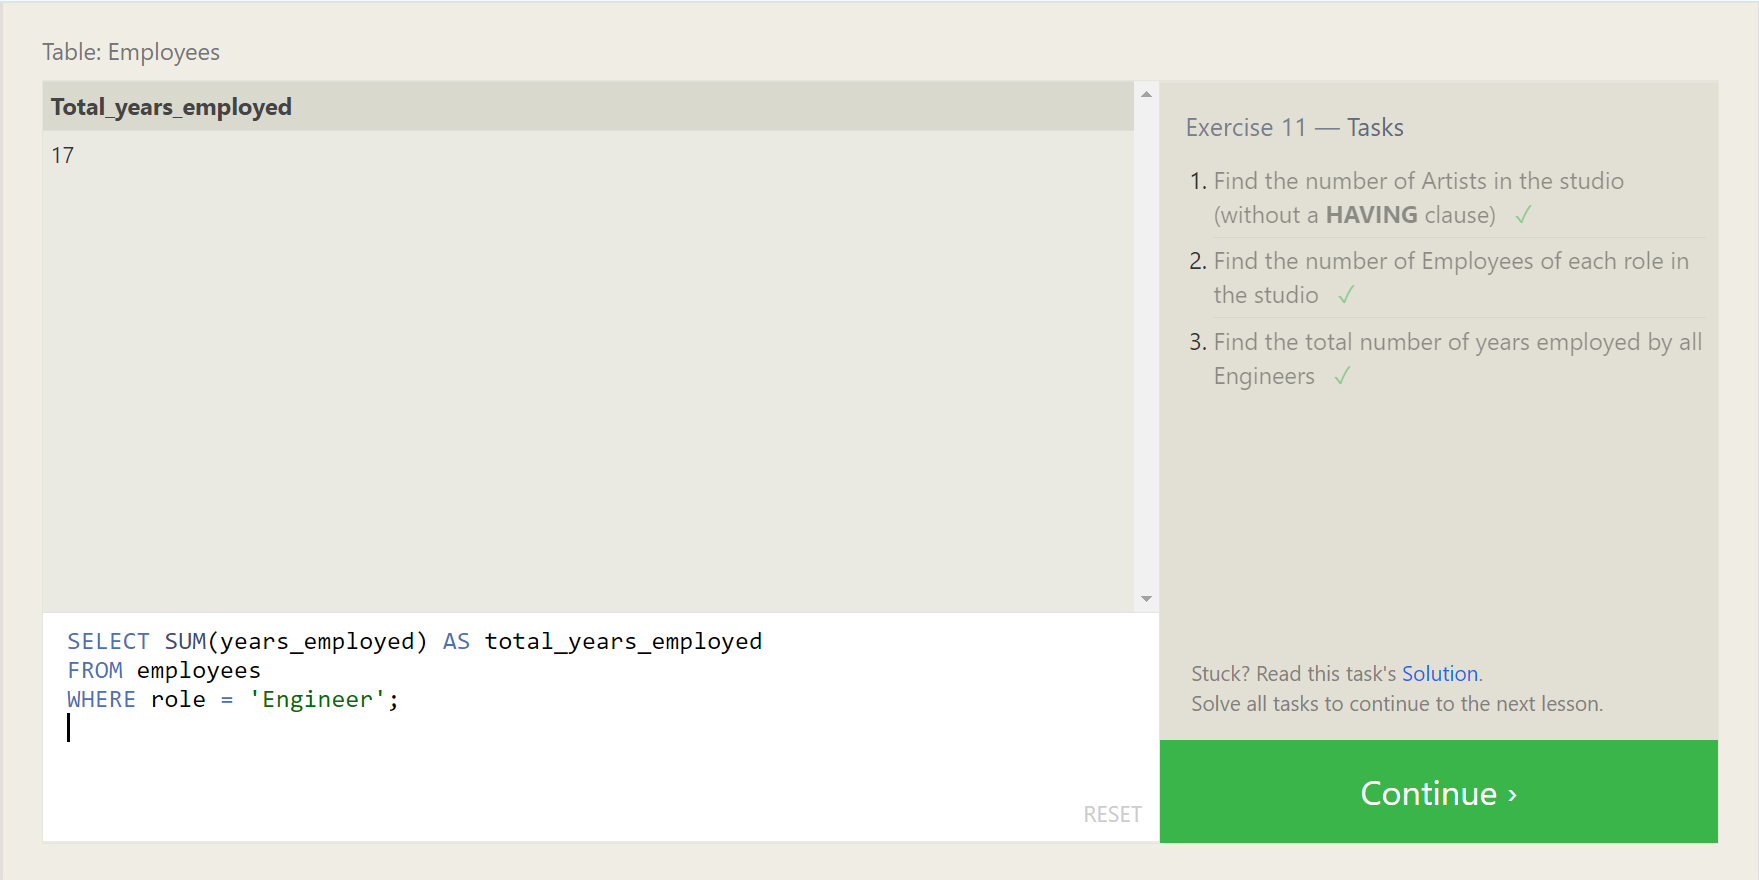 Table: Employees
Total_years_employed
17
SELECT SUM(years_employed) AS total_years_employed
FROM employees
WHERE role = 'Engineer';
RESET
Exercise 11 — Tasks
1. Find the number of Artists in the studio
(without a HAVING clause) ✓
2. Find the number of Employees of each role in
the studio ✓
3. Find the total number of years employed by all
Engineers ✓
Stuck? Read this task's Solution.
Solve all tasks to continue to the next lesson.
Continue ›